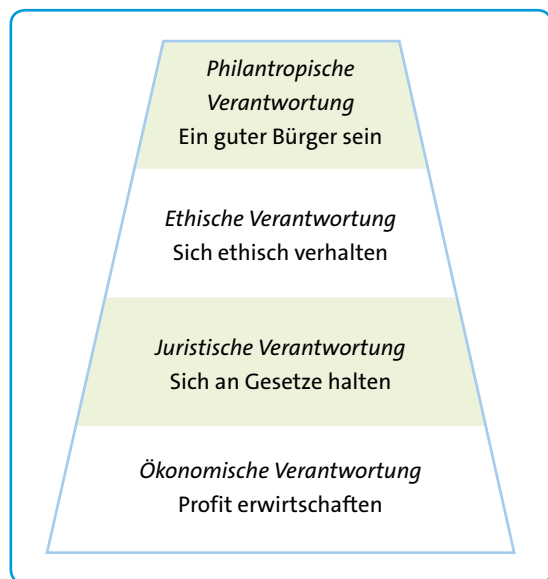 Philantropische
Verantwortung
Ein guter Bürger sein
Ethische Verantwortung
Sich ethisch verhalten
Juristische Verantwortung
Sich an Gesetze halten
Ökonomische Verantwortung
Profit erwirtschaften